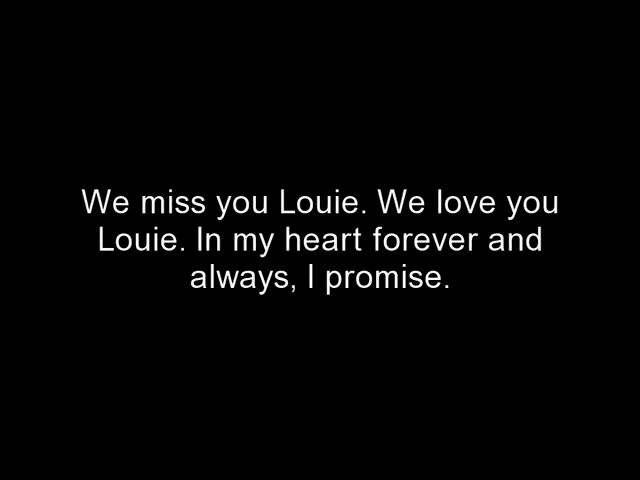 We miss you Louie. We love you
Louie. In my heart forever and
always, I promise.